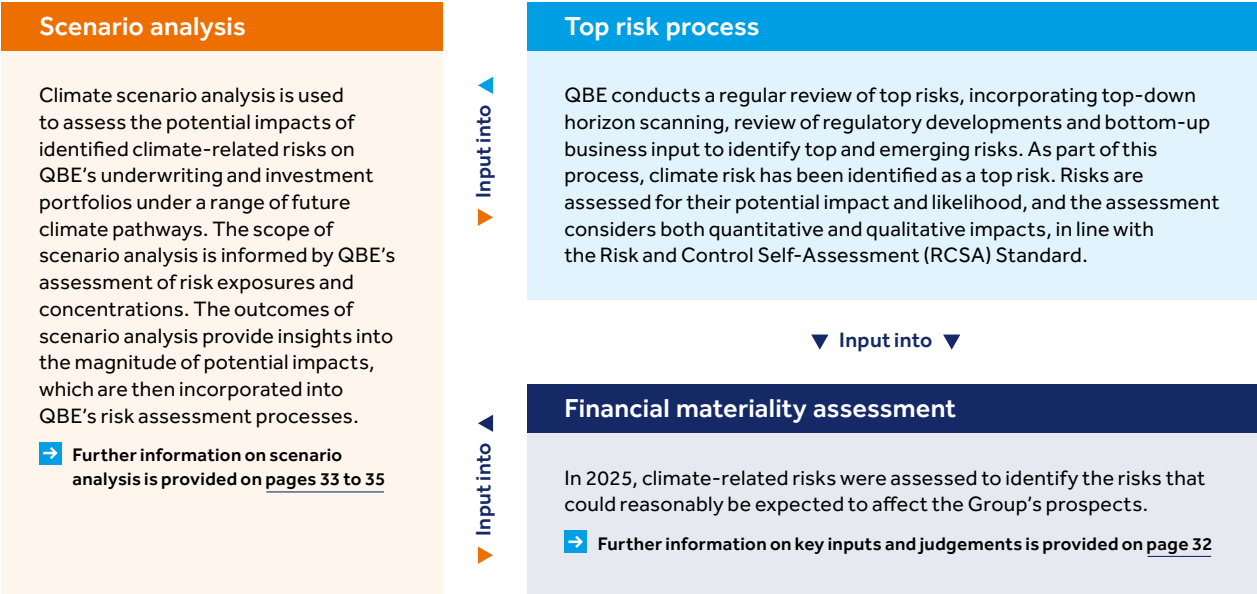 Scenario analysis
Climate scenario analysis is used
to assess the potential impacts of
identified climate-related risks on
QBE's underwriting and investment
portfolios under a range of future
climate pathways. The scope of
scenario analysis is informed by QBE's
assessment of risk exposures and
concentrations. The outcomes of
scenario analysis provide insights into
the magnitude of potential impacts,
which are then incorporated into
QBE's risk assessment processes.
Further information on scenario
analysis is provided on pages 33 to 35
Input into
Input into
Top risk process
QBE conducts a regular review of top risks, incorporating top-down
horizon scanning, review of regulatory developments and bottom-up
business input to identify top and emerging risks. As part of this
process, climate risk has been identified as a top risk. Risks are
assessed for their potential impact and likelihood, and the assessment
considers both quantitative and qualitative impacts, in line with
the Risk and Control Self-Assessment (RCSA) Standard.
Input into
Financial materiality assessment
In 2025, climate-related risks were assessed to identify the risks that
could reasonably be expected to affect the Group's prospects.
Further information on key inputs and judgements is provided on page 32